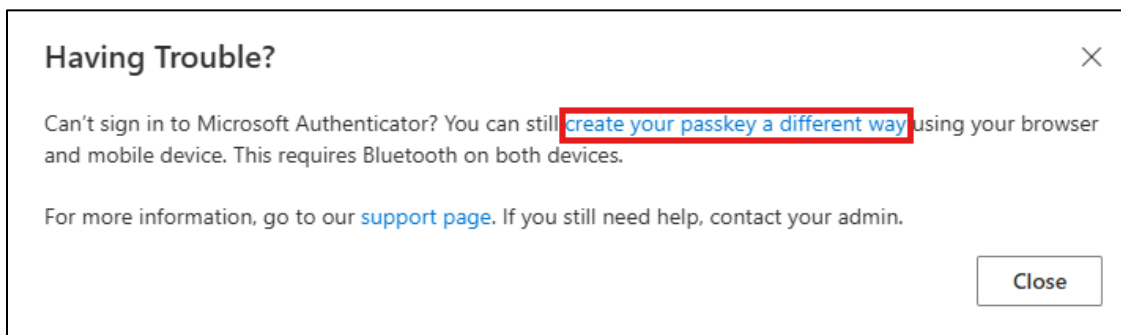 Having Trouble?
Can't sign in to Microsoft Authenticator? You can still create your passkey a different way using your browser
and mobile device. This requires Bluetooth on both devices.
For more information, go to our support page. If you still need help, contact your admin.
Close